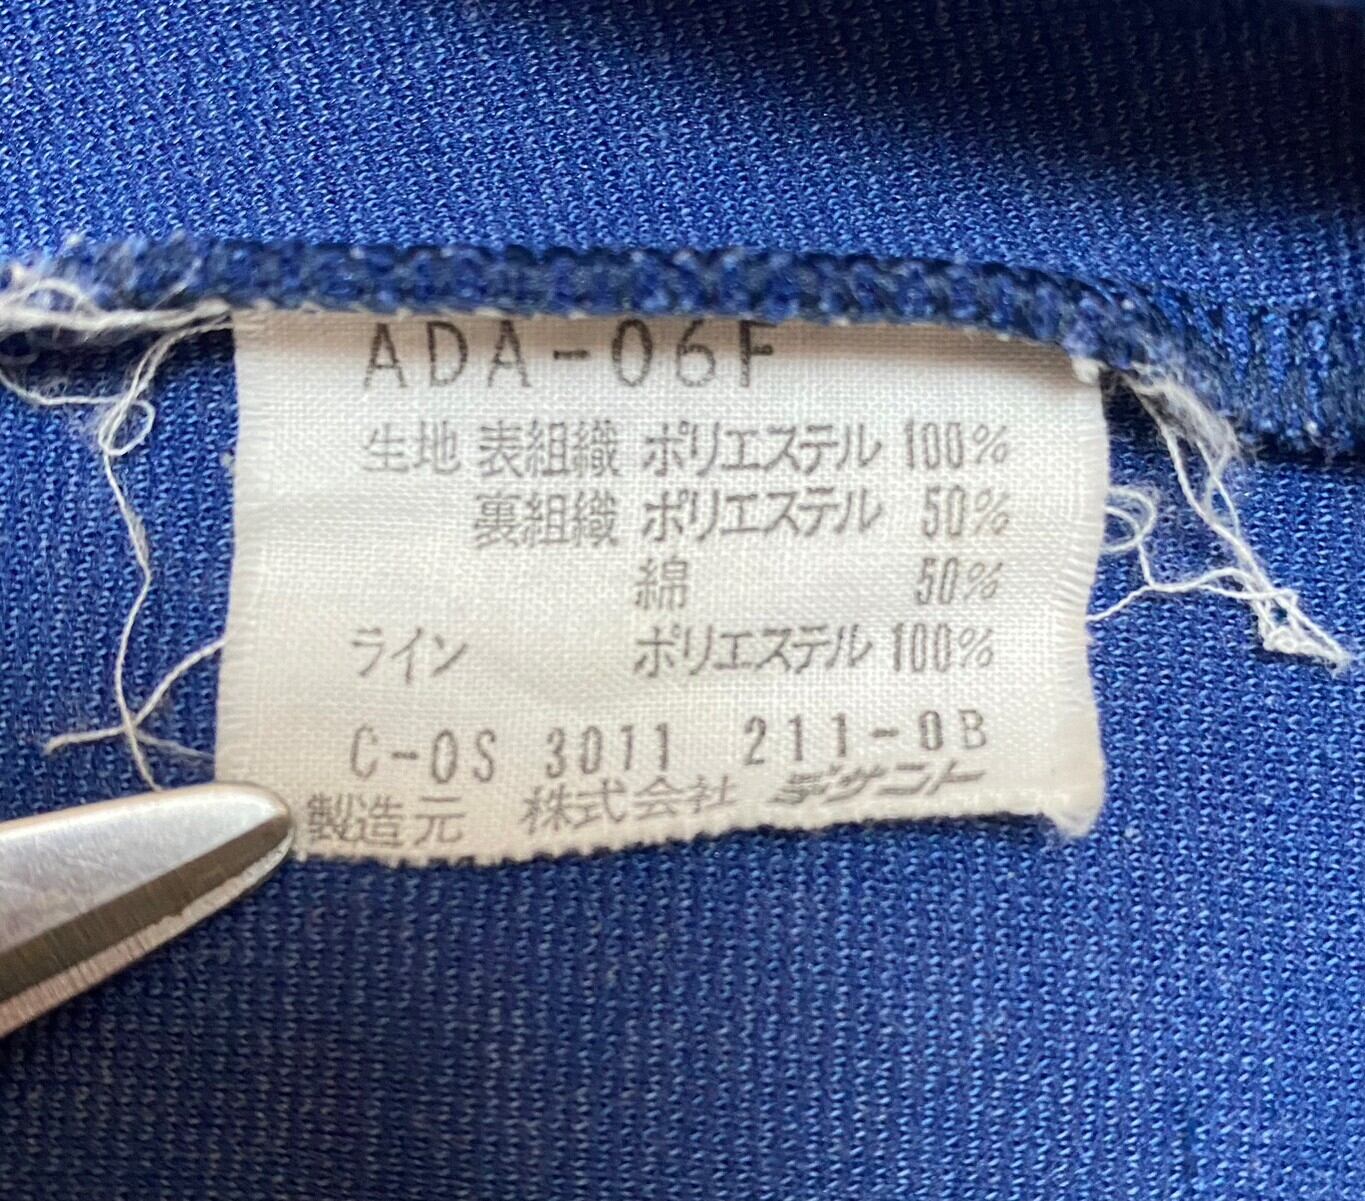 ADA-06F
生地 表組織 ポリエステル 100%
裏組織 ポリエステル 50%
綿 50%
ライン ポリエステル 100%
C-OS 3011 211-0B
製造元 株式会社 デサント